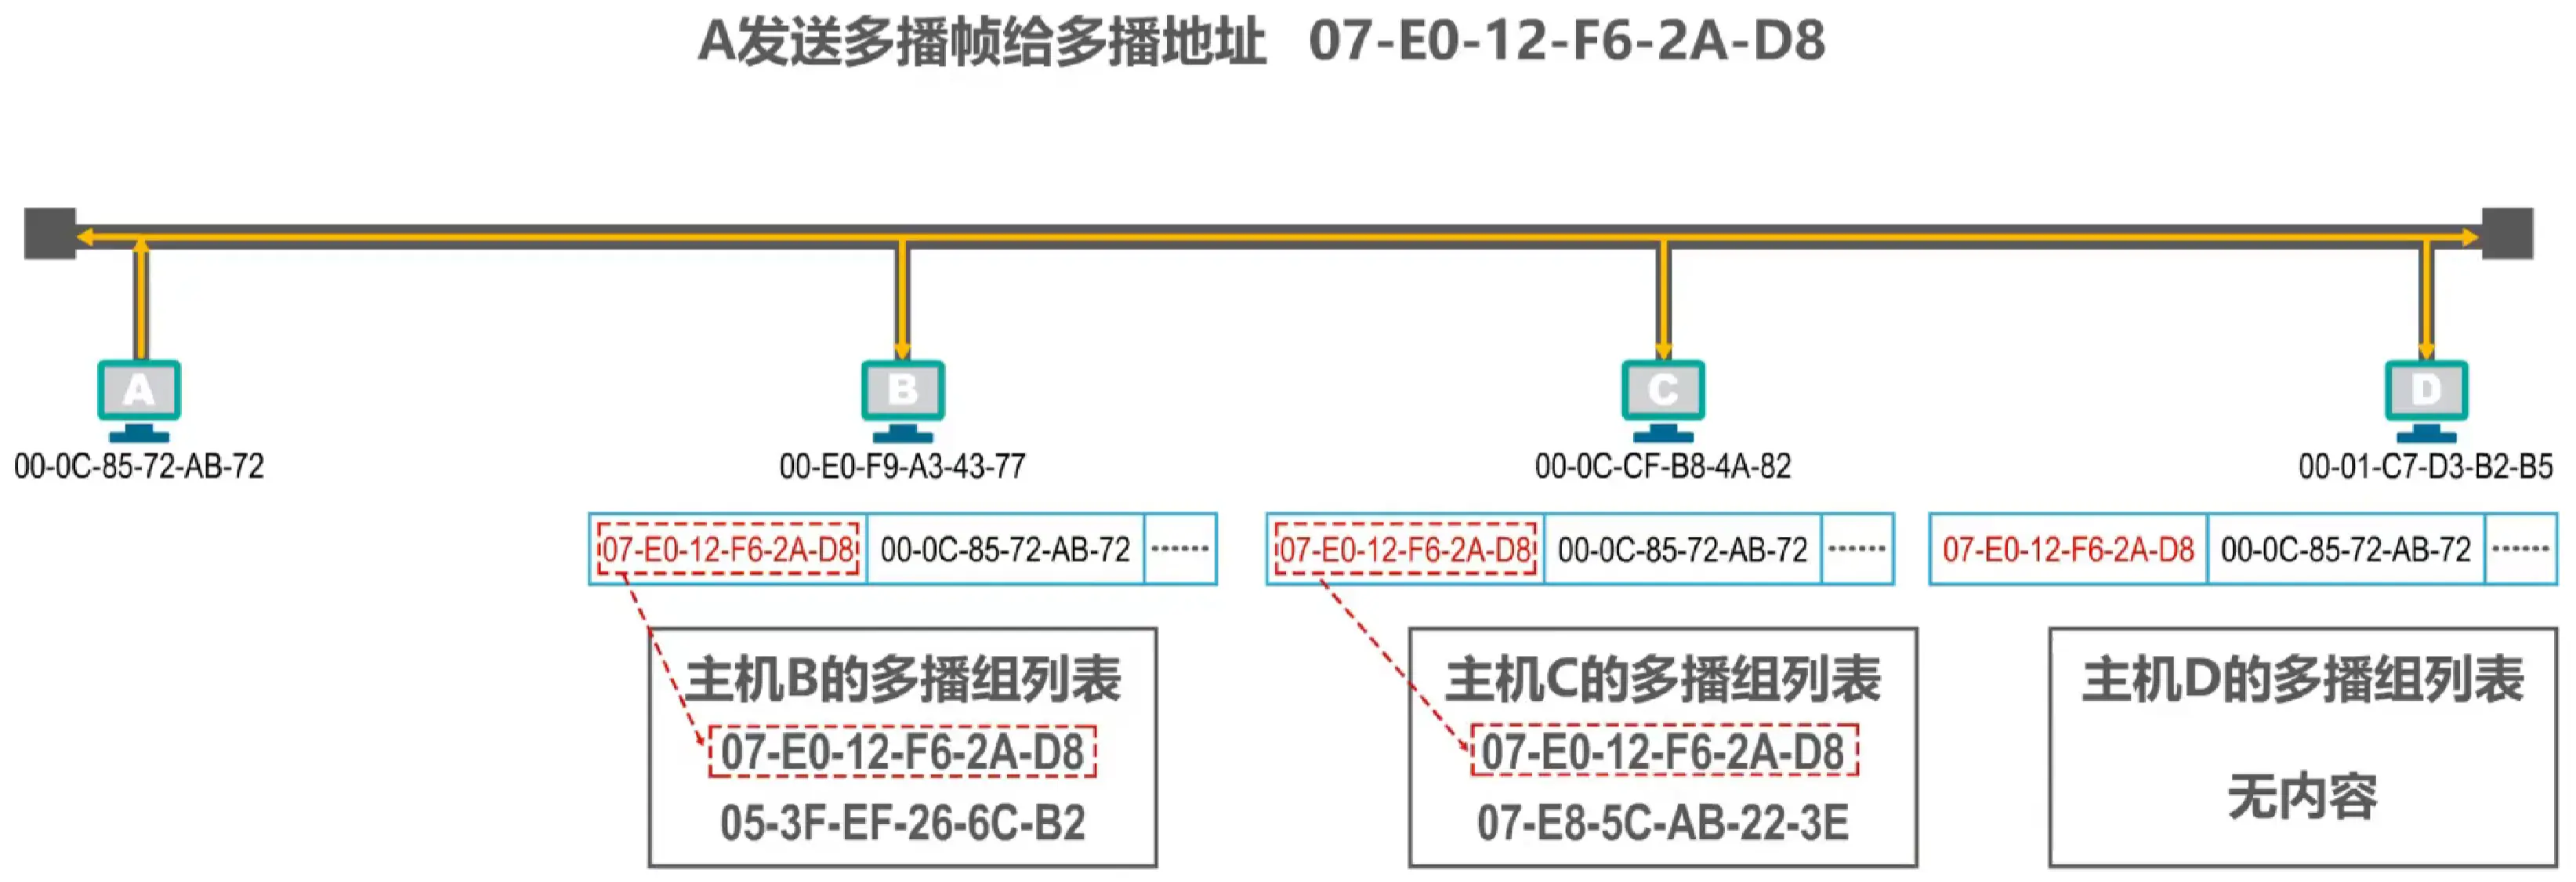 A发送多播帧给多播地址 07-E0-12-F6-2A-D8
A
B
C
D
00-0C-85-72-AB-72
00-E0-F9-A3-43-77
00-0C-CF-B8-4A-82
00-01-C7-D3-B2-B5
07-E0-12-F6-2A-D8 00-0C-85-72-AB-72 ······
07-E0-12-F6-2A-D8 00-0C-85-72-AB-72 ······
07-E0-12-F6-2A-D8 00-0C-85-72-AB-72 ······
主机B的多播组列表
07-E0-12-F6-2A-D8
05-3F-EF-26-6C-B2
主机C的多播组列表
07-E0-12-F6-2A-D8
07-E8-5C-AB-22-3E
主机D的多播组列表
无内容